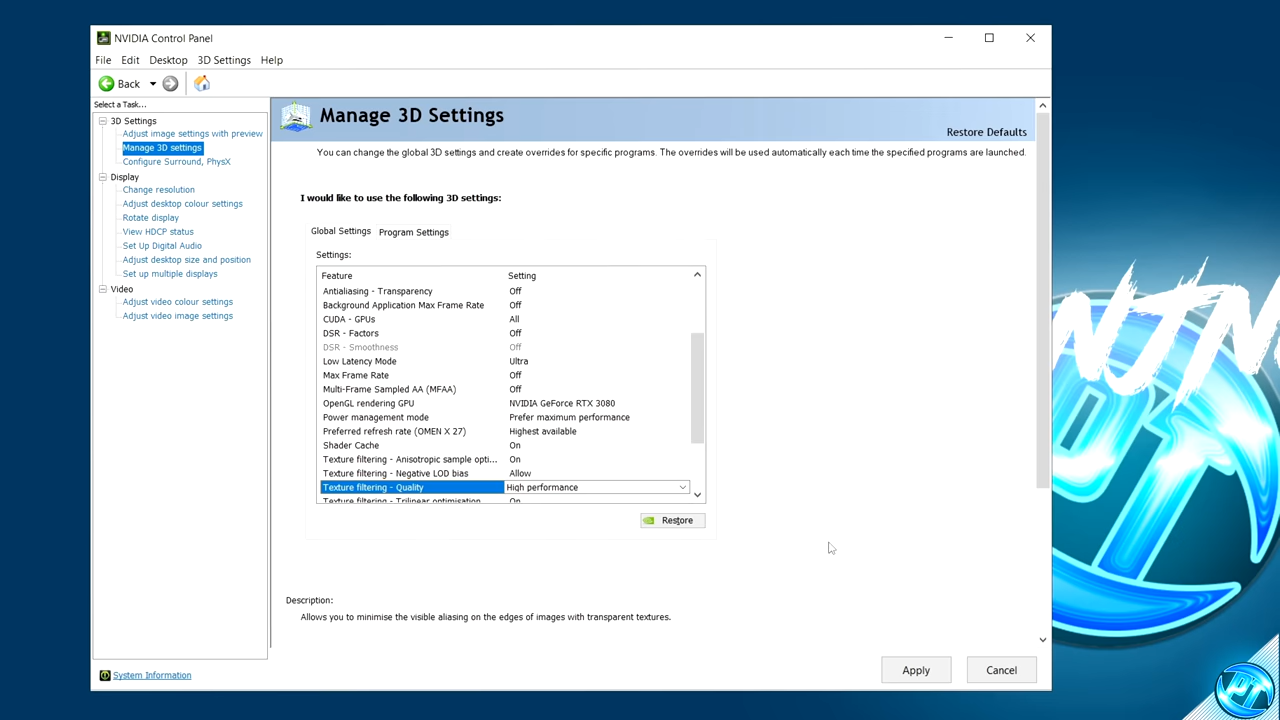 NVIDIA Control Panel
File Edit Desktop 3D Settings Help
Back
Select a Task...
3D Settings
Adjust image settings with preview
Manage 3D settings
Configure Surround, PhysX
Display
Change resolution
Adjust desktop colour settings
Rotate display
View HDCP status
Set Up Digital Audio
Adjust desktop size and position
Set up multiple displays
Video
Adjust video colour settings
Adjust video image settings
System Information
Manage 3D Settings
Restore Defaults
You can change the global 3D settings and create overrides for specific programs. The overrides will be used automatically each time the specified programs are launched.
I would like to use the following 3D settings:
Global Settings Program Settings
Settings:
Feature Setting
Antialiasing - Transparency Off
Background Application Max Frame Rate Off
CUDA - GPUs All
DSR - Factors Off
DSR - Smoothness Off
Low Latency Mode Ultra
Max Frame Rate Off
Multi-Frame Sampled AA (MFAA) Off
OpenGL rendering GPU NVIDIA GeForce RTX 3080
Power management mode Prefer maximum performance
Preferred refresh rate (OMEN X 27) Highest available
Shader Cache On
Texture filtering - Anisotropic sample opti... On
Texture filtering - Negative LOD bias Allow
Texture filtering - Quality High performance
Texture filtering - Trilinear optimisation On
Restore
Description:
Allows you to minimise the visible aliasing on the edges of images with transparent textures.
Apply Cancel
PT